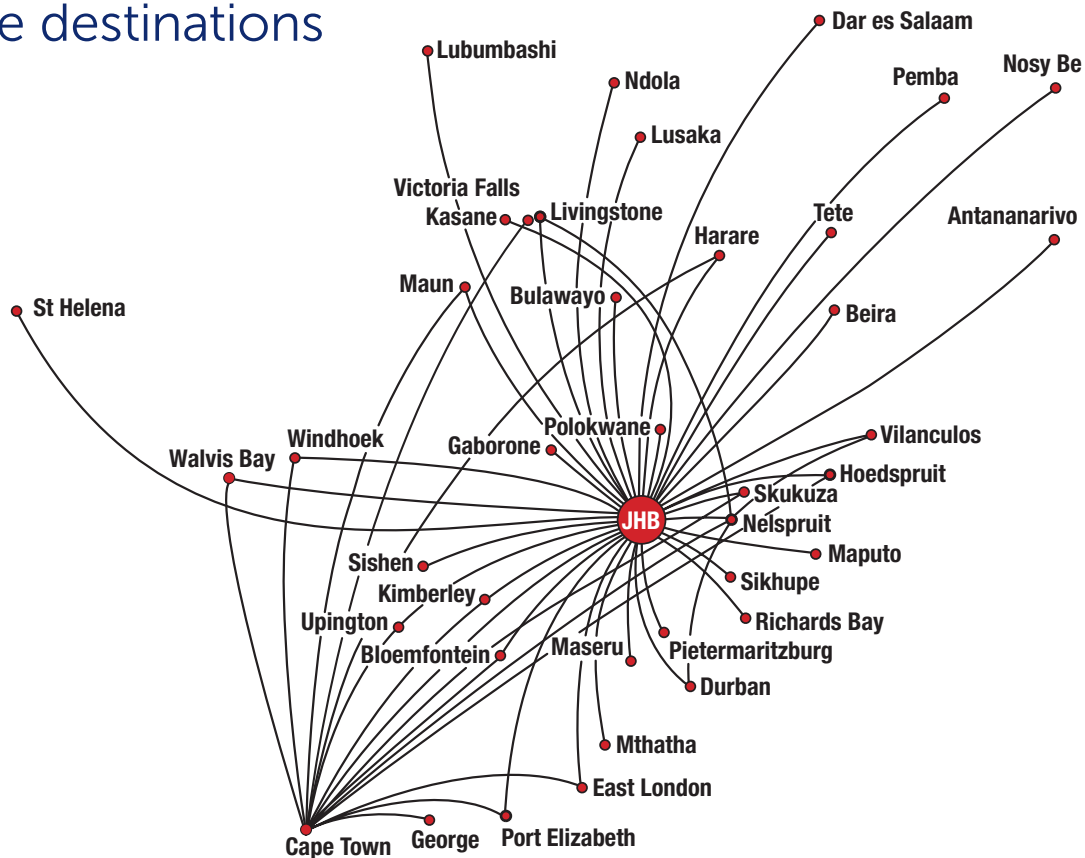 e destinations
Dar es Salaam
Lubumbashi
Nosy Be
Pemba
Ndola
Lusaka
Victoria Falls
Kasane
Livingstone
Tete
Antananarivo
Harare
Maun
Bulawayo
St Helena
Beira
Polokwane
Vilanculos
Windhoek
Gaborone
Walvis Bay
Hoedspruit
Skukuza
JHB
Nelspruit
Maputo
Sishen
Sikhupe
Kimberley
Upington
Richards Bay
Bloemfontein
Maseru
Pietermaritzburg
Durban
Mthatha
East London
Cape Town
George
Port Elizabeth